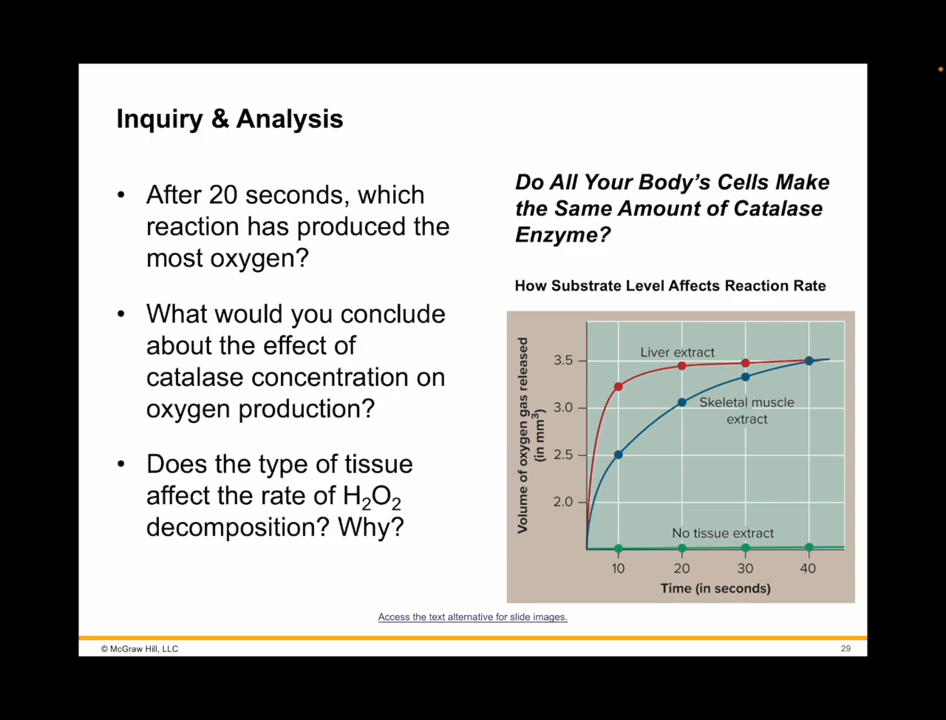 Inquiry & Analysis
• After 20 seconds, which
reaction has produced the
most oxygen?
• What would you conclude
about the effect of
catalase concentration on
oxygen production?
• Does the type of tissue
affect the rate of H₂O₂
decomposition? Why?
Do All Your Body's Cells Make
the Same Amount of Catalase
Enzyme?
How Substrate Level Affects Reaction Rate
Volume of oxygen gas released
(in mm³)
3.5
3.0
2.5
2.0
Liver extract
Skeletal muscle
extract
No tissue extract
10 20 30 40
Time (in seconds)
Access the text alternative for slide images.
© McGraw Hill, LLC
29